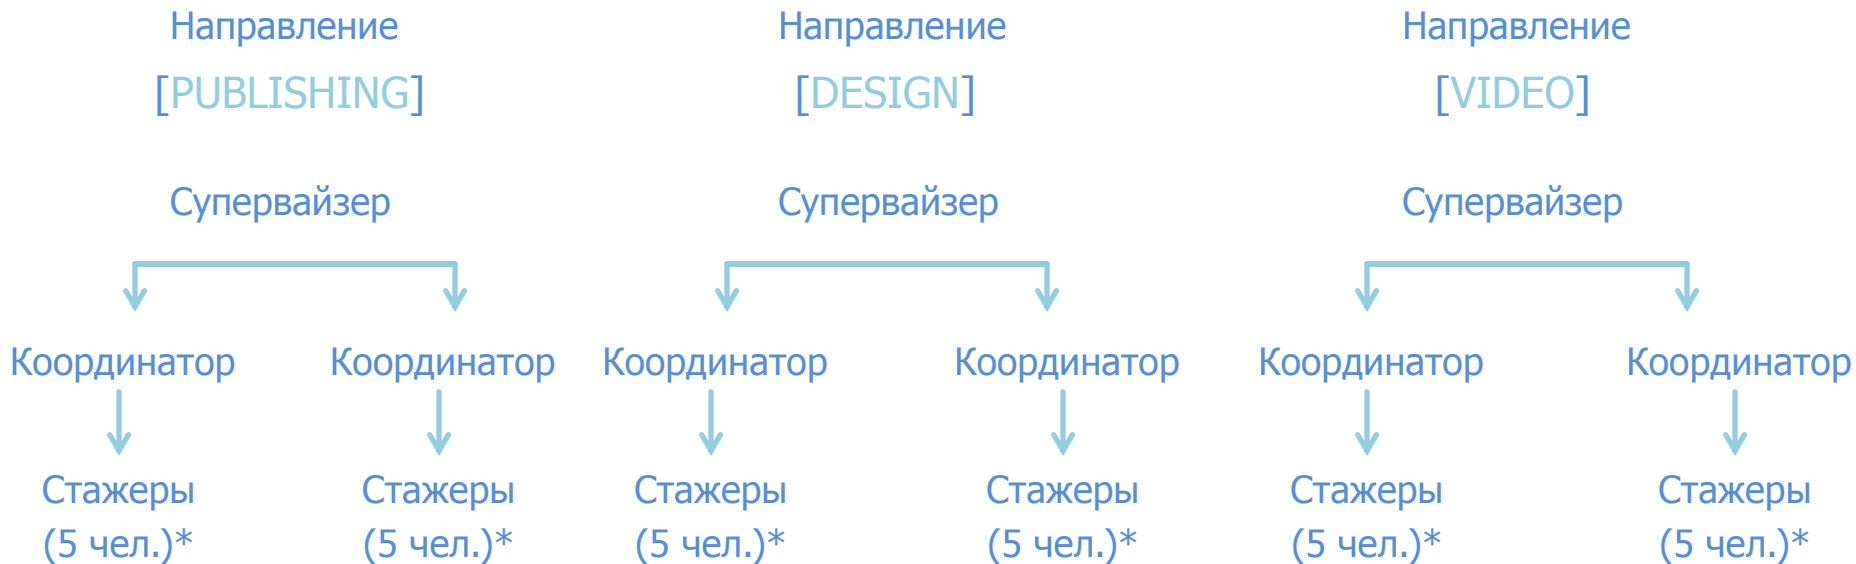 Направление Направление Направление
[PUBLISHING] [DESIGN] [VIDEO]
Супервайзер Супервайзер Супервайзер
Координатор Координатор Координатор Координатор Координатор Координатор
Стажеры Стажеры Стажеры Стажеры Стажеры Стажеры
(5 чел.)* (5 чел.)* (5 чел.)* (5 чел.)* (5 чел.)* (5 чел.)*